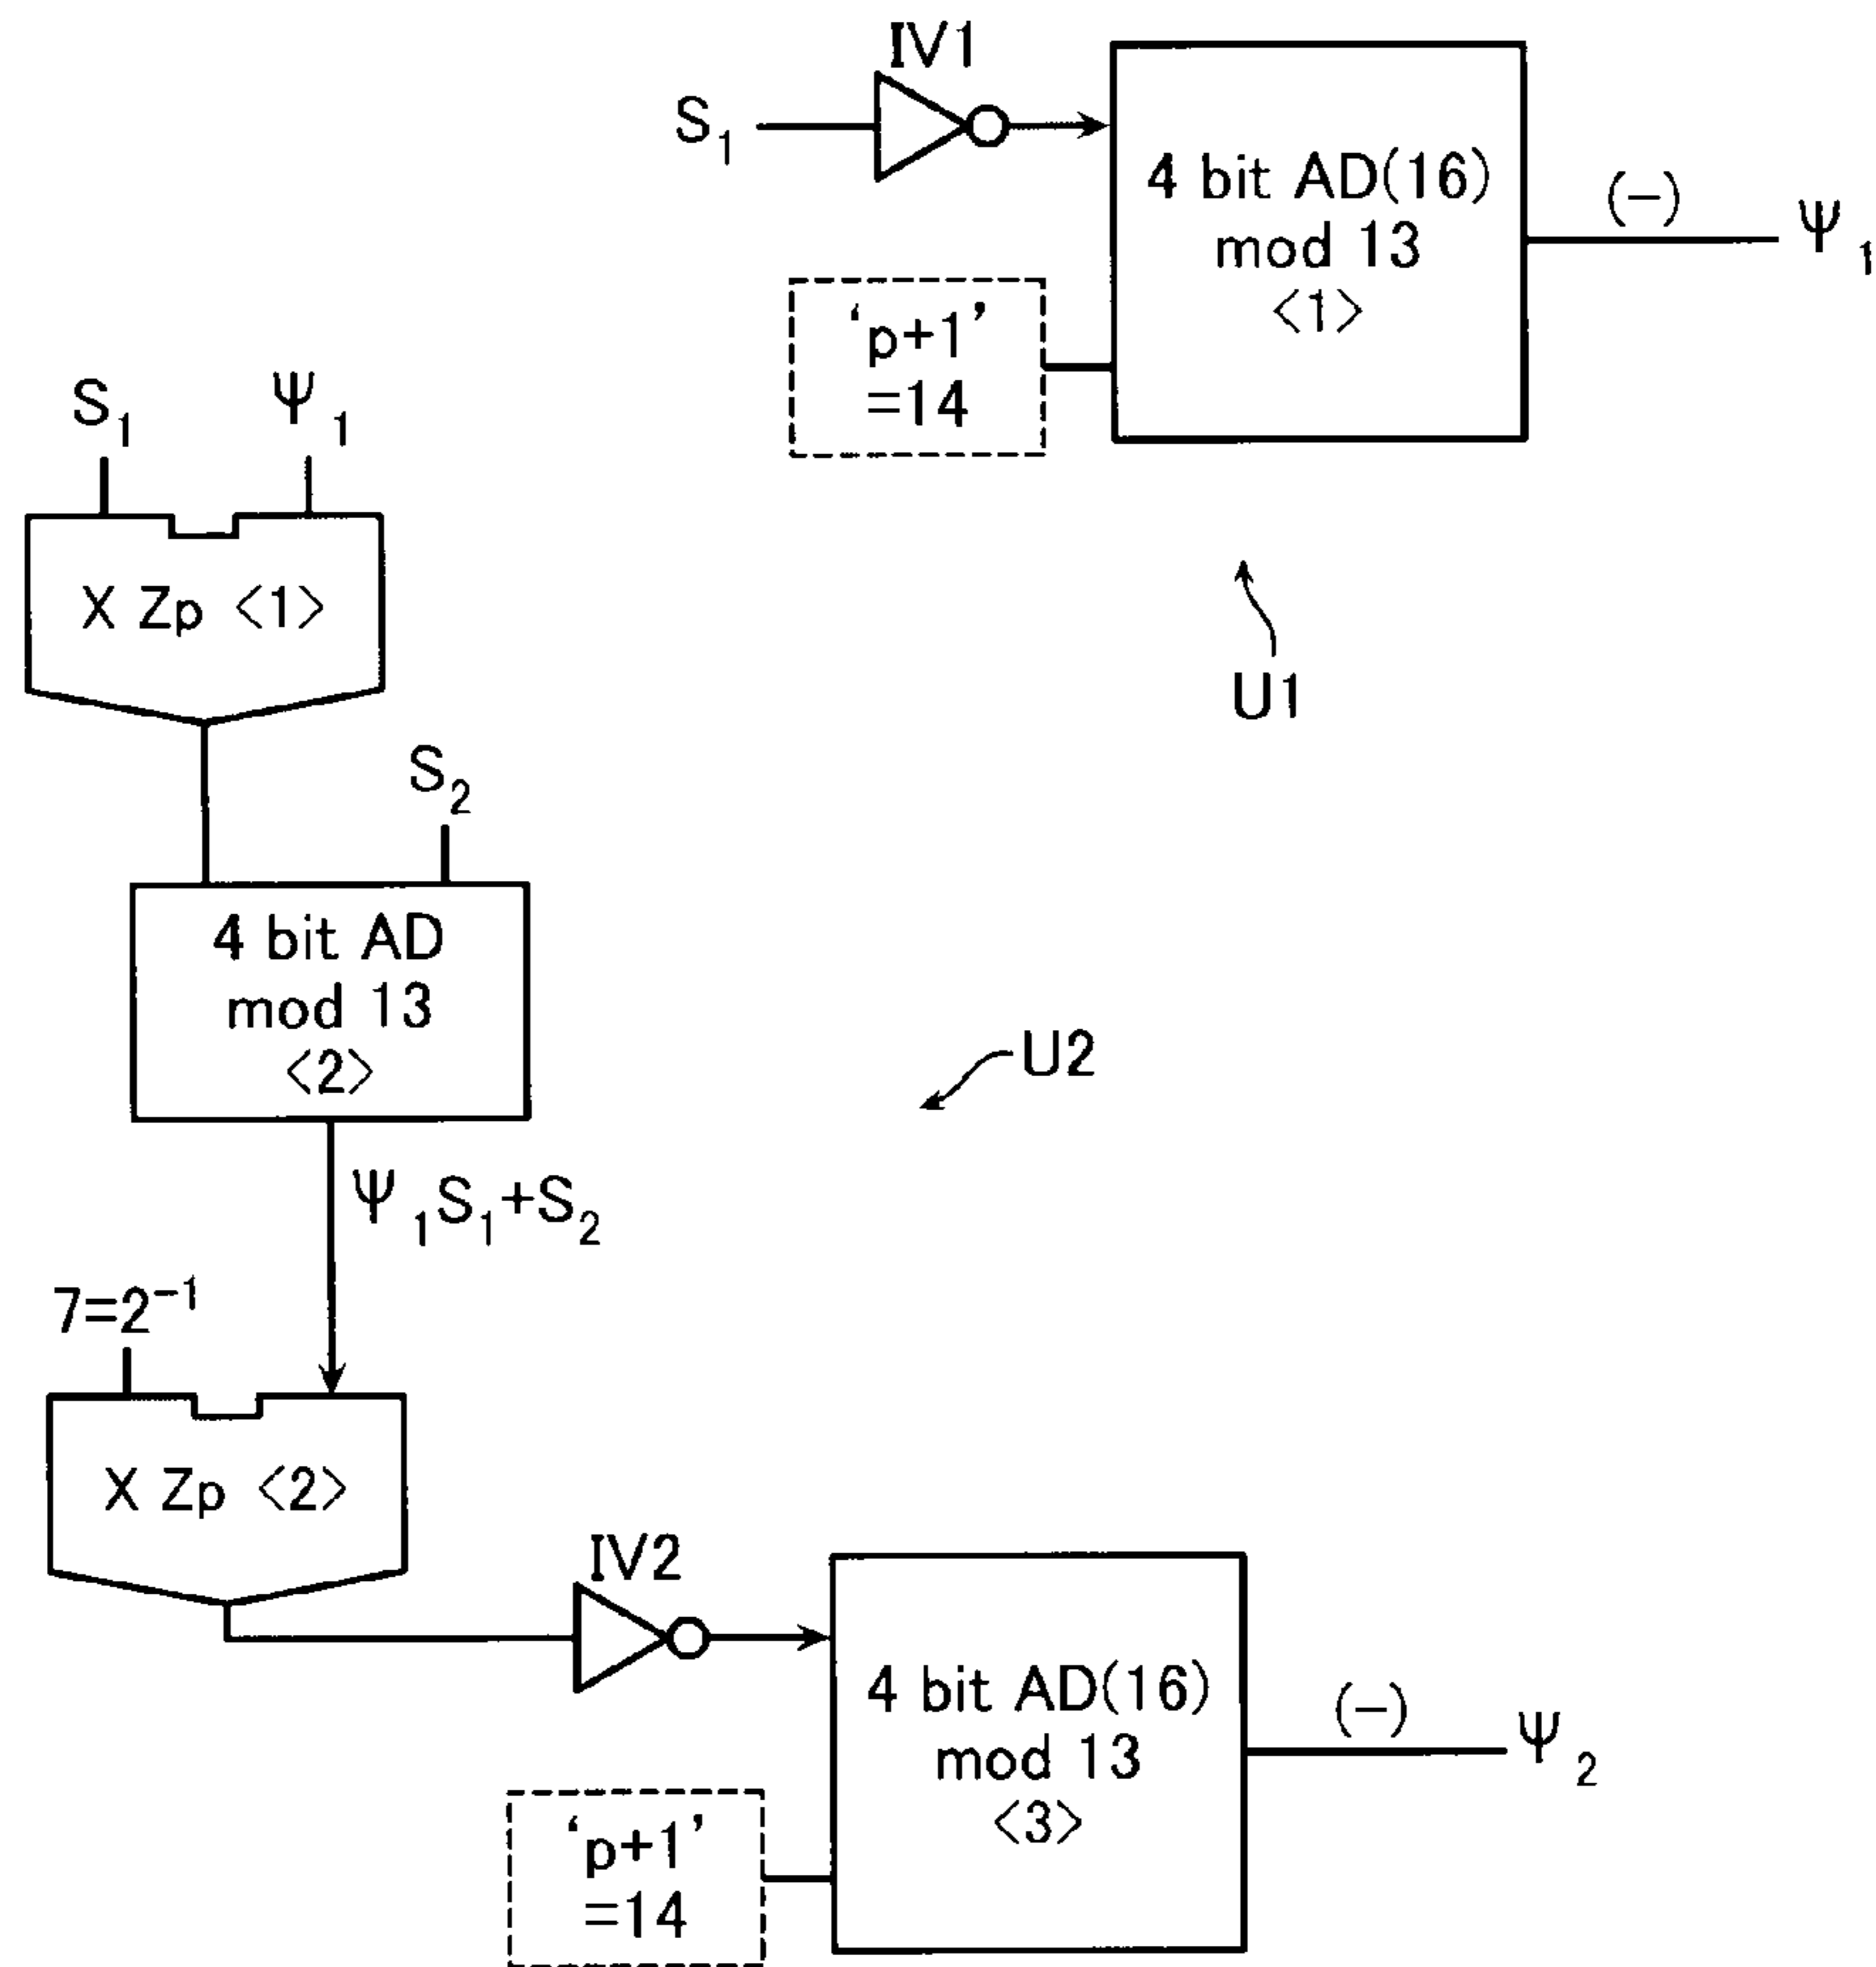 IV1
S₁
4 bit AD(16)
mod 13
<1>
(−)
Ψ₁
'p+1'
=14
U1
S₁
Ψ₁
X Zp <1>
S₂
4 bit AD
mod 13
<2>
U2
Ψ₁S₁+S₂
7=2⁻¹
X Zp <2>
IV2
4 bit AD(16)
mod 13
<3>
(−)
Ψ₂
'p+1'
=14